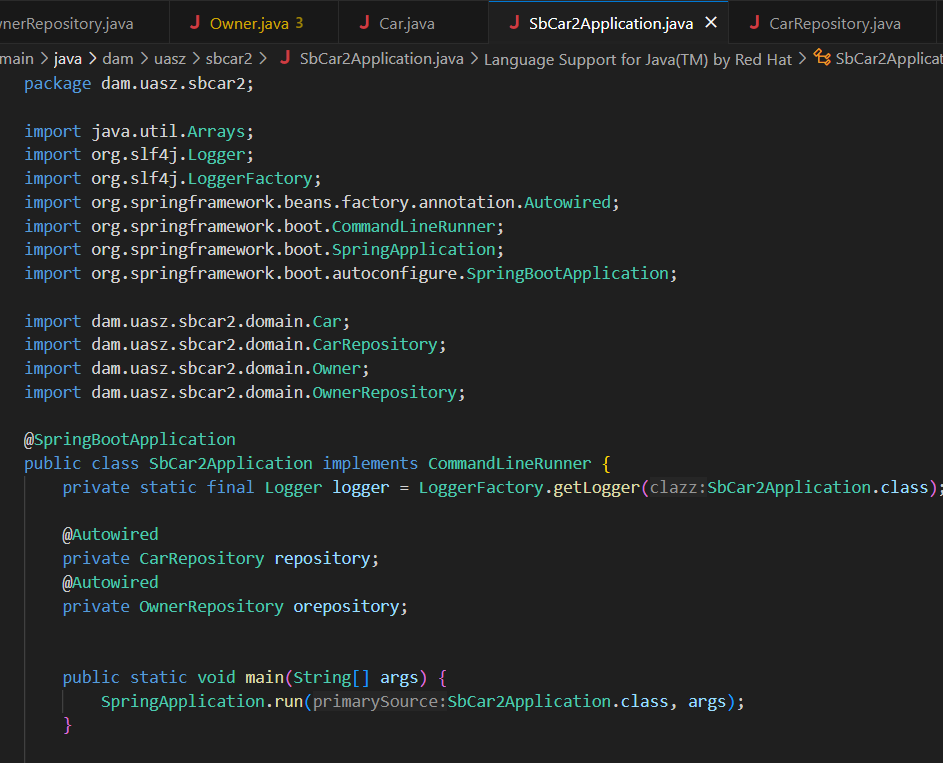 nerRepository.java J Owner.java 3 J Car.java J SbCar2Application.java × J CarRepository.java
main > java > dam > uasz > sbcar2 > J SbCar2Application.java > Language Support for Java(TM) by Red Hat > SbCar2Applicat
package dam.uasz.sbcar2;
import java.util.Arrays;
import org.slf4j.Logger;
import org.slf4j.LoggerFactory;
import org.springframework.beans.factory.annotation.Autowired;
import org.springframework.boot.CommandLineRunner;
import org.springframework.boot.SpringApplication;
import org.springframework.boot.autoconfigure.SpringBootApplication;
import dam.uasz.sbcar2.domain.Car;
import dam.uasz.sbcar2.domain.CarRepository;
import dam.uasz.sbcar2.domain.Owner;
import dam.uasz.sbcar2.domain.OwnerRepository;
@SpringBootApplication
public class SbCar2Application implements CommandLineRunner {
private static final Logger logger = LoggerFactory.getLogger(clazz:SbCar2Application.class);
@Autowired
private CarRepository repository;
@Autowired
private OwnerRepository orepository;
public static void main(String[] args) {
SpringApplication.run(primarySource:SbCar2Application.class, args);
}